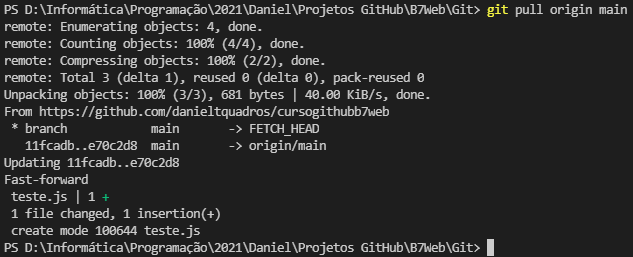 PS D:\Informática\Programação\2021\Daniel\Projetos GitHub\B7Web\Git> git pull origin main
remote: Enumerating objects: 4, done.
remote: Counting objects: 100% (4/4), done.
remote: Compressing objects: 100% (2/2), done.
remote: Total 3 (delta 1), reused 0 (delta 0), pack-reused 0
Unpacking objects: 100% (3/3), 681 bytes | 40.00 KiB/s, done.
From https://github.com/danieltquadros/cursogithubb7web
 * branch            main       -> FETCH_HEAD
   11fcadb..e70c2d8  main       -> origin/main
Updating 11fcadb..e70c2d8
Fast-forward
 teste.js | 1 +
 1 file changed, 1 insertion(+)
 create mode 100644 teste.js
PS D:\Informática\Programação\2021\Daniel\Projetos GitHub\B7Web\Git>